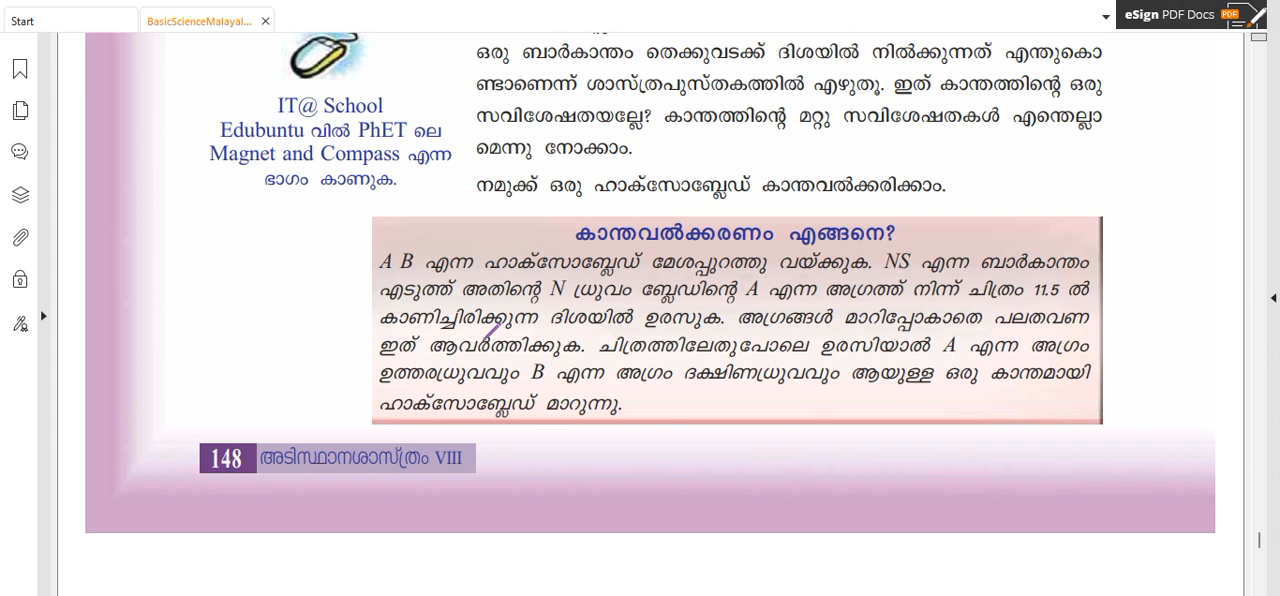 Start
BasicScienceMalayal...
eSign PDF Docs
PDF
IT@ School
Edubuntu വിൽ PhET ലെ
Magnet and Compass എന്ന
ഭാഗം കാണുക.
ഒരു ബാർകാന്തം തെക്കുവടക്ക് ദിശയിൽ നിൽക്കുന്നത് എന്തുകൊ
ണ്ടാണെന്ന് ശാസ്ത്രപുസ്തകത്തിൽ എഴുതൂ. ഇത് കാന്തത്തിന്റെ ഒരു
സവിശേഷതയല്ലേ? കാന്തത്തിന്റെ മറ്റു സവിശേഷതകൾ എന്തെല്ലാ
മെന്നു നോക്കാം.
നമുക്ക് ഒരു ഹാക്സോബ്ലേഡ് കാന്തവൽക്കരിക്കാം.
കാന്തവൽക്കരണം എങ്ങനെ?
A B എന്ന ഹാക്സോബ്ലേഡ് മേശപ്പുറത്തു വയ്ക്കുക. NS എന്ന ബാർകാന്തം
എടുത്ത് അതിന്റെ N ധ്രുവം ബ്ലേഡിന്റെ A എന്ന അഗ്രത്ത് നിന്ന് ചിത്രം 11.5 ൽ
കാണിച്ചിരിക്കുന്ന ദിശയിൽ ഉരസുക. അഗ്രങ്ങൾ മാറിപ്പോകാതെ പലതവണ
ഇത് ആവർത്തിക്കുക. ചിത്രത്തിലേതുപോലെ ഉരസിയാൽ A എന്ന അഗ്രം
ഉത്തരധ്രുവവും B എന്ന അഗ്രം ദക്ഷിണധ്രുവവും ആയുള്ള ഒരു കാന്തമായി
ഹാക്സോബ്ലേഡ് മാറുന്നു.
148 അടിസ്ഥാനശാസ്ത്രം VIII